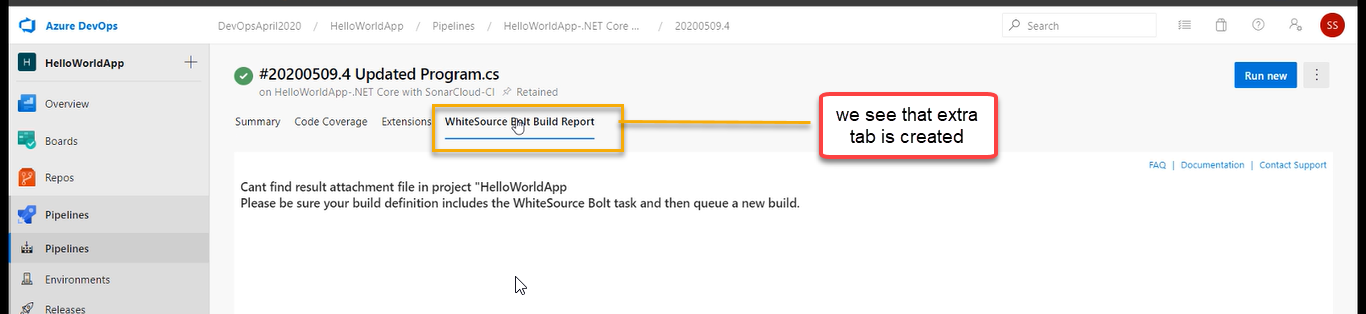 Azure DevOps
DevOpsApril2020 / HelloWorldApp / Pipelines / HelloWorldApp-.NET Core ... / 20200509.4
Search
SS
H HelloWorldApp
Overview
Boards
Repos
Pipelines
Pipelines
Environments
Releases
#20200509.4 Updated Program.cs
on HelloWorldApp-.NET Core with SonarCloud-CI Retained
Run new
Summary Code Coverage Extensions WhiteSource Bolt Build Report
we see that extra
tab is created
FAQ | Documentation | Contact Support
Cant find result attachment file in project "HelloWorldApp
Please be sure your build definition includes the WhiteSource Bolt task and then queue a new build.